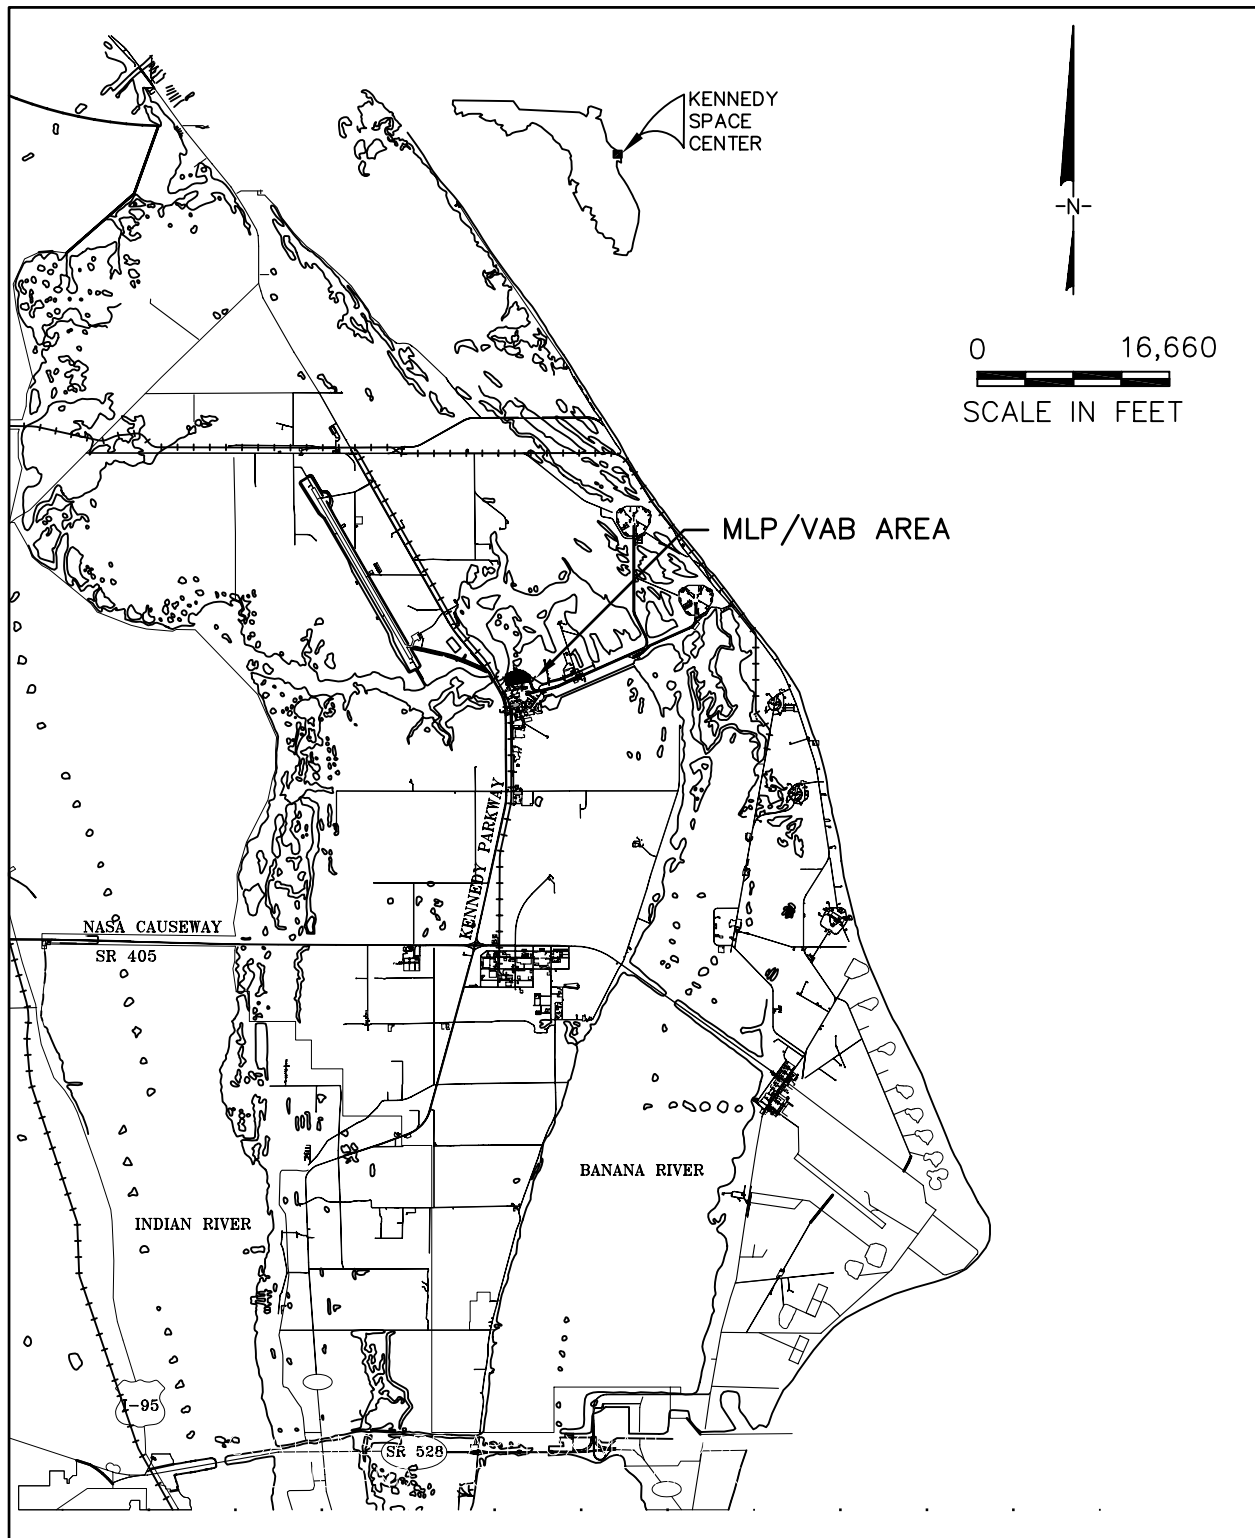 KENNEDY
SPACE
CENTER
-N-
0 16,660
SCALE IN FEET
MLP/VAB AREA
KENNEDY PARKWAY
NASA CAUSEWAY
SR 405
BANANA RIVER
INDIAN RIVER
I-95
SR 528